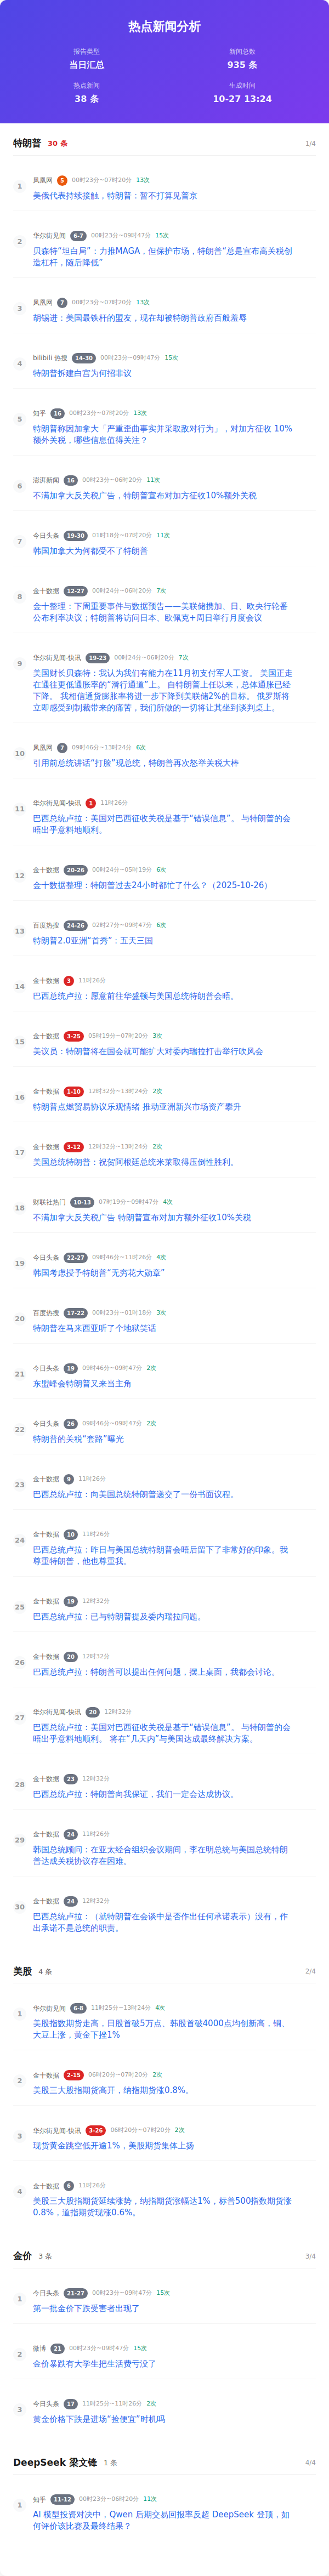 热点新闻分析
报告类型
当日汇总
新闻总数
935 条
热点新闻
38 条
生成时间
10-27 13:24
特朗普 30 条 1/4
1
凤凰网 5 00时23分~07时20分 13次
美俄代表持续接触，特朗普：暂不打算见普京
2
华尔街见闻 6-7 00时23分~09时47分 15次
贝森特“坦白局”：力推MAGA，但保护市场，特朗普“总是宣布高关税创
造杠杆，随后降低”
3
凤凰网 7 00时23分~07时20分 13次
胡锡进：美国最铁杆的盟友，现在却被特朗普政府百般羞辱
4
bilibili 热搜 14-30 00时23分~09时47分 15次
特朗普拆建白宫为何招非议
5
知乎 16 00时23分~07时20分 13次
特朗普称因加拿大「严重歪曲事实并采取敌对行为」，对加方征收 10%
额外关税，哪些信息值得关注？
6
澎湃新闻 16 00时23分~06时20分 11次
不满加拿大反关税广告，特朗普宣布对加方征收10%额外关税
7
今日头条 19-30 01时18分~07时20分 11次
韩国加拿大为何都受不了特朗普
8
金十数据 12-27 00时24分~06时20分 7次
金十整理：下周重要事件与数据预告——美联储携加、日、欧央行轮番
公布利率决议；特朗普将访问日本、欧佩克+周日举行月度会议
9
华尔街见闻-快讯 19-23 00时24分~06时20分 7次
美国财长贝森特：我认为我们有能力在11月初支付军人工资。 美国正走
在通往更低通胀率的“滑行通道”上。 自特朗普上任以来，总体通胀已经
下降。 我相信通货膨胀率将进一步下降到美联储2%的目标。 俄罗斯将
立即感受到制裁带来的痛苦，我们所做的一切将让其坐到谈判桌上。
10
凤凰网 7 09时46分~13时24分 6次
引用前总统讲话“打脸”现总统，特朗普再次怒举关税大棒
11
华尔街见闻-快讯 1 11时26分
巴西总统卢拉：美国对巴西征收关税是基于“错误信息”。 与特朗普的会
晤出乎意料地顺利。
12
金十数据 20-26 00时24分~05时19分 6次
金十数据整理：特朗普过去24小时都忙了什么？（2025-10-26）
13
百度热搜 24-26 02时27分~09时47分 6次
特朗普2.0亚洲“首秀”：五天三国
14
金十数据 3 11时26分
巴西总统卢拉：愿意前往华盛顿与美国总统特朗普会晤。
15
金十数据 3-25 05时19分~07时20分 3次
美议员：特朗普将在国会就可能扩大对委内瑞拉打击举行吹风会
16
金十数据 1-10 12时32分~13时24分 2次
特朗普点燃贸易协议乐观情绪 推动亚洲新兴市场资产攀升
17
金十数据 3-12 12时32分~13时24分 2次
美国总统特朗普：祝贺阿根廷总统米莱取得压倒性胜利。
18
财联社热门 10-13 07时19分~09时47分 4次
不满加拿大反关税广告 特朗普宣布对加方额外征收10%关税
19
今日头条 22-27 09时46分~11时26分 4次
韩国考虑授予特朗普“无穷花大勋章”
20
百度热搜 17-22 00时23分~01时18分 3次
特朗普在马来西亚听了个地狱笑话
21
今日头条 19 09时46分~09时47分 2次
东盟峰会特朗普又来当主角
22
今日头条 26 09时46分~09时47分 2次
特朗普的关税“套路”曝光
23
金十数据 9 11时26分
巴西总统卢拉：向美国总统特朗普递交了一份书面议程。
24
金十数据 10 11时26分
巴西总统卢拉：昨日与美国总统特朗普会晤后留下了非常好的印象。我
尊重特朗普，他也尊重我。
25
金十数据 19 12时32分
巴西总统卢拉：已与特朗普提及委内瑞拉问题。
26
金十数据 20 12时32分
巴西总统卢拉：特朗普可以提出任何问题，摆上桌面，我都会讨论。
27
华尔街见闻-快讯 20 12时32分
巴西总统卢拉：美国对巴西征收关税是基于“错误信息”。 与特朗普的会
晤出乎意料地顺利。 将在“几天内”与美国达成最终解决方案。
28
金十数据 23 12时32分
巴西总统卢拉：特朗普向我保证，我们一定会达成协议。
29
金十数据 24 11时26分
韩国总统顾问：在亚太经合组织会议期间，李在明总统与美国总统特朗
普达成关税协议存在困难。
30
金十数据 24 12时32分
巴西总统卢拉：（就特朗普在会谈中是否作出任何承诺表示）没有，作
出承诺不是总统的职责。
美股 4 条 2/4
1
华尔街见闻 6-8 11时25分~13时24分 4次
美股指数期货走高，日股首破5万点、韩股首破4000点均创新高，铜、
大豆上涨，黄金下挫1%
2
金十数据 2-15 06时20分~07时20分 2次
美股三大股指期货高开，纳指期货涨0.8%。
3
华尔街见闻-快讯 3-26 06时20分~07时20分 2次
现货黄金跳空低开逾1%，美股期货集体上扬
4
金十数据 6 11时26分
美股三大股指期货延续涨势，纳指期货涨幅达1%，标普500指数期货涨
0.8%，道指期货现涨0.6%。
金价 3 条 3/4
1
今日头条 21-27 00时23分~09时47分 15次
第一批金价下跌受害者出现了
2
微博 21 00时23分~09时47分 15次
金价暴跌有大学生把生活费亏没了
3
今日头条 17 11时25分~11时26分 2次
黄金价格下跌是进场“捡便宜”时机吗
DeepSeek 梁文锋 1 条 4/4
1
知乎 11-12 00时23分~06时20分 11次
AI 模型投资对决中，Qwen 后期交易回报率反超 DeepSeek 登顶，如
何评价该比赛及最终结果？